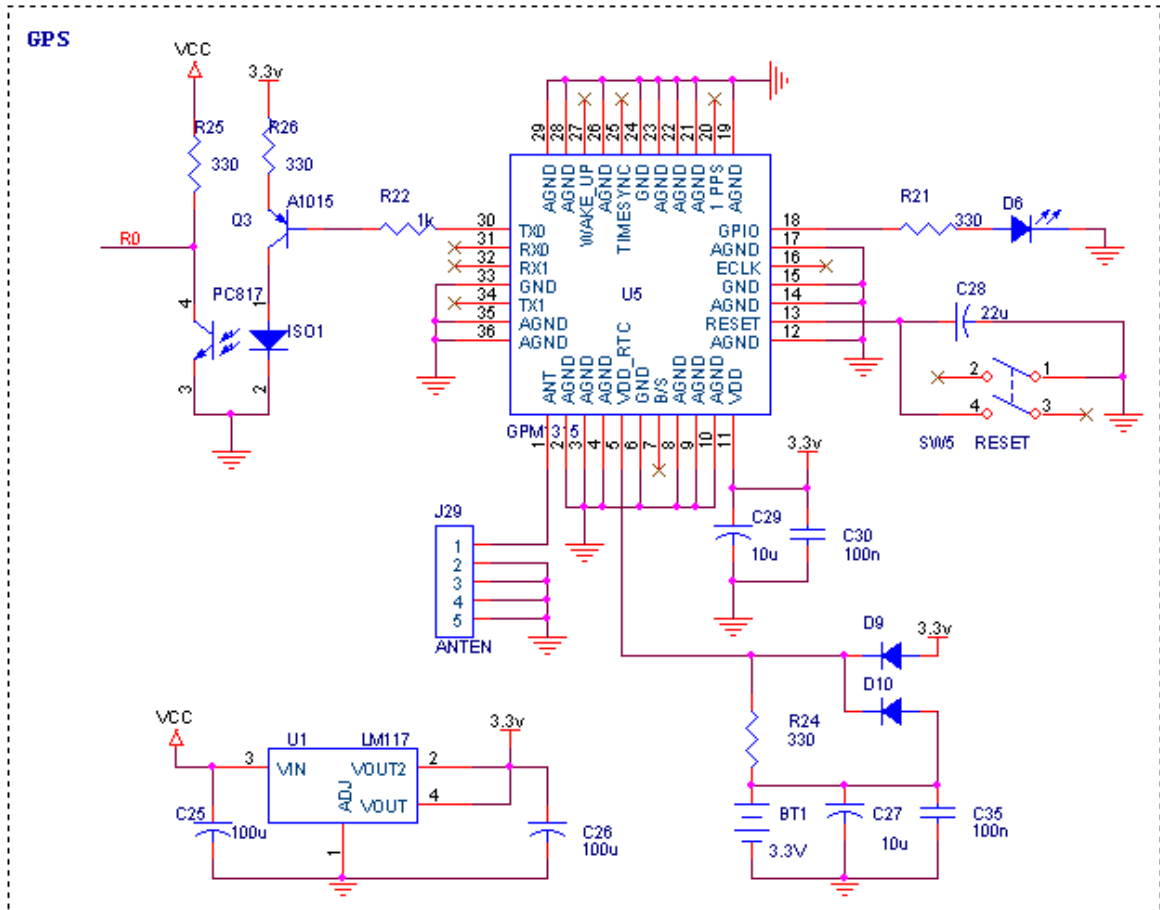 GPS
VCC
3.3v
R25
330
R26
330
A1015
Q3
R22
1k
R0
PC817
4
1
ISO1
3
2
29
28
27
26
25
24
23
22
21
20
19
AGND
AGND
WAKE_UP
AGND
TIMESYNC
GND
AGND
AGND
AGND
1 PPS
AGND
30
31
32
33
34
35
36
TX0
RX0
RX1
GND
TX1
AGND
AGND
U5
GPIO
AGND
ECLK
GND
AGND
RESET
AGND
18
17
16
15
14
13
12
ANT
AGND
AGND
AGND
VDD_RTC
GND
B/S
AGND
AGND
AGND
VDD
GPM1315
1
2
3
4
5
6
7
8
9
10
11
R21
330
D6
C28
22u
2
1
4
3
SW5 RESET
3.3v
C29
10u
C30
100n
J29
1
2
3
4
5
ANTEN
D9
3.3v
D10
R24
330
BT1
3.3V
C27
10u
C35
100n
VCC
U1
LM117
3.3v
3
VIN
VOUT2
2
ADJ
VOUT
4
1
C25
100u
C26
100u